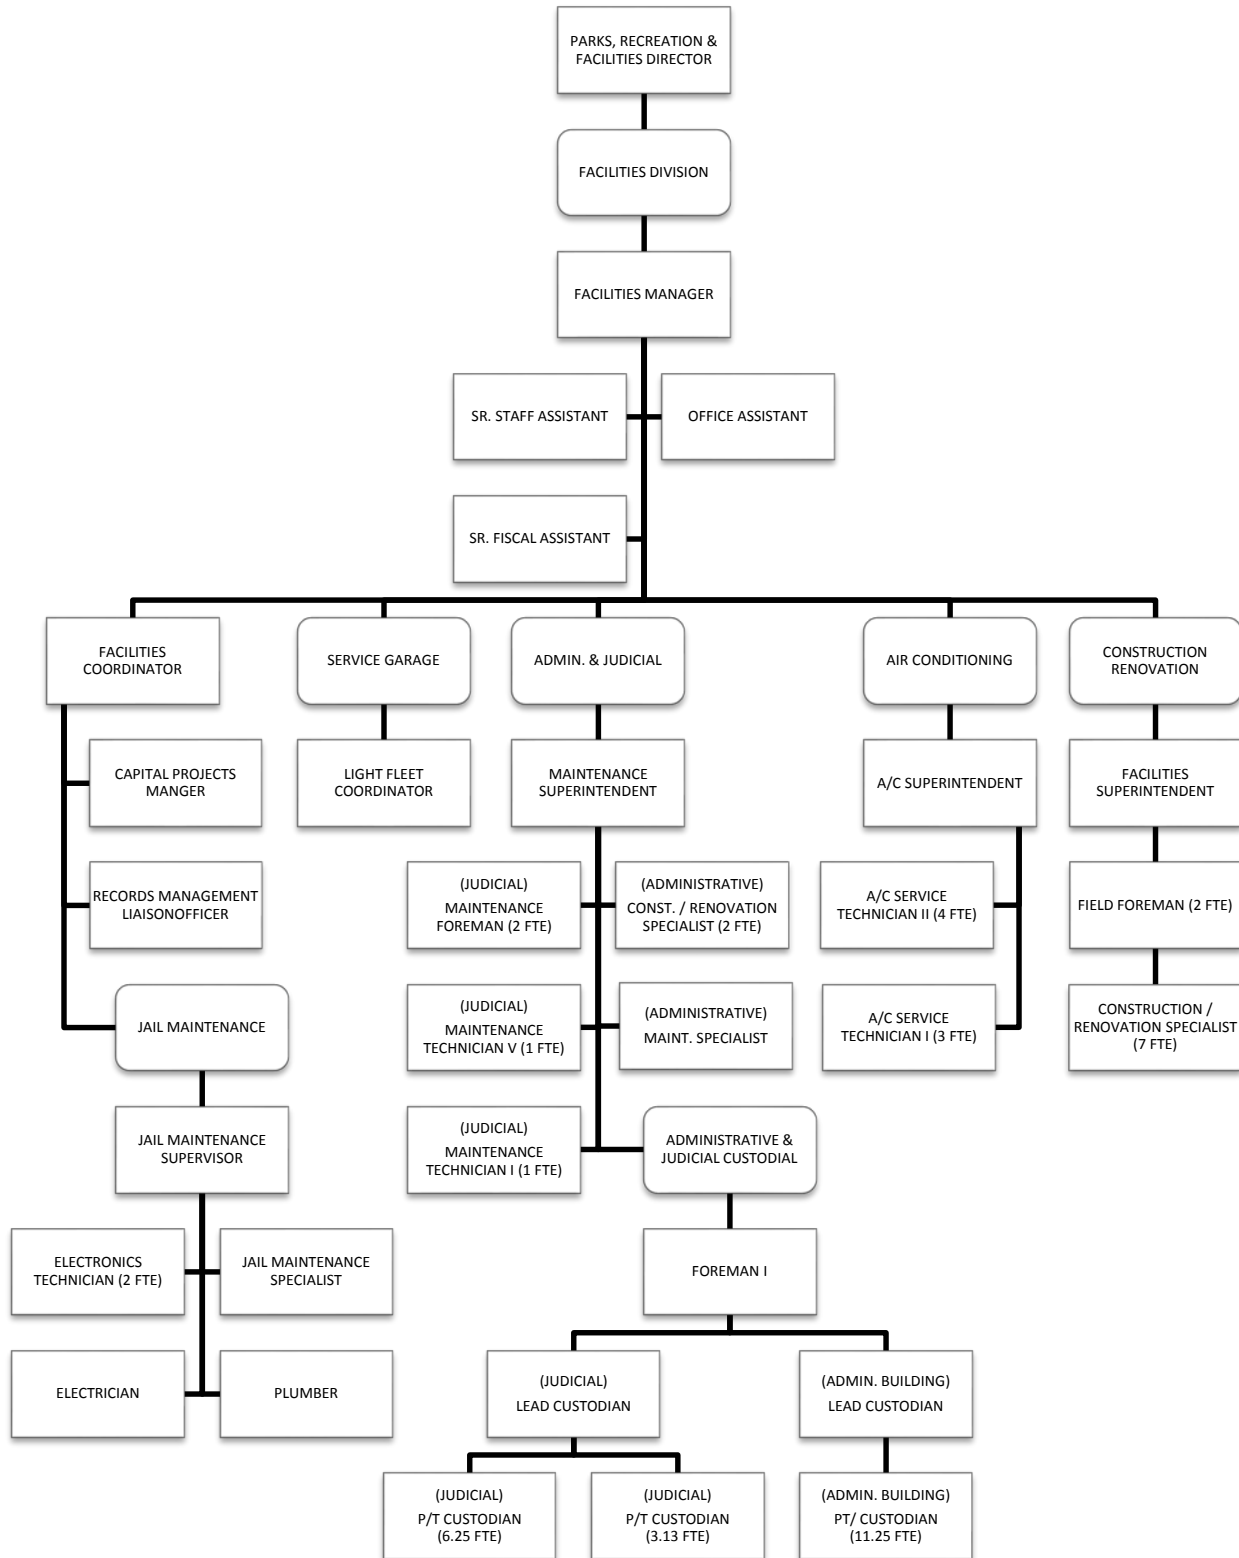 PARKS, RECREATION &
FACILITIES DIRECTOR
FACILITIES DIVISION
FACILITIES MANAGER
SR. STAFF ASSISTANT
OFFICE ASSISTANT
SR. FISCAL ASSISTANT
FACILITIES
COORDINATOR
SERVICE GARAGE
ADMIN. & JUDICIAL
AIR CONDITIONING
CONSTRUCTION
RENOVATION
CAPITAL PROJECTS
MANGER
LIGHT FLEET
COORDINATOR
MAINTENANCE
SUPERINTENDENT
A/C SUPERINTENDENT
FACILITIES
SUPERINTENDENT
RECORDS MANAGEMENT
LIAISONOFFICER
(JUDICIAL)
MAINTENANCE
FOREMAN (2 FTE)
(ADMINISTRATIVE)
CONST. / RENOVATION
SPECIALIST (2 FTE)
A/C SERVICE
TECHNICIAN II (4 FTE)
FIELD FOREMAN (2 FTE)
JAIL MAINTENANCE
(JUDICIAL)
MAINTENANCE
TECHNICIAN V (1 FTE)
(ADMINISTRATIVE)
MAINT. SPECIALIST
A/C SERVICE
TECHNICIAN I (3 FTE)
CONSTRUCTION /
RENOVATION SPECIALIST
(7 FTE)
JAIL MAINTENANCE
SUPERVISOR
(JUDICIAL)
MAINTENANCE
TECHNICIAN I (1 FTE)
ADMINISTRATIVE &
JUDICIAL CUSTODIAL
ELECTRONICS
TECHNICIAN (2 FTE)
JAIL MAINTENANCE
SPECIALIST
FOREMAN I
ELECTRICIAN
PLUMBER
(JUDICIAL)
LEAD CUSTODIAN
(ADMIN. BUILDING)
LEAD CUSTODIAN
(JUDICIAL)
P/T CUSTODIAN
(6.25 FTE)
(JUDICIAL)
P/T CUSTODIAN
(3.13 FTE)
(ADMIN. BUILDING)
PT/ CUSTODIAN
(11.25 FTE)